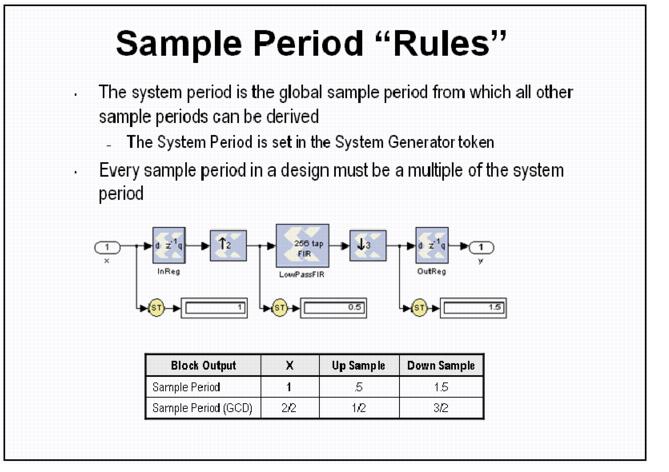 Sample Period “Rules”
· The system period is the global sample period from which all other
sample periods can be derived
- The System Period is set in the System Generator token
· Every sample period in a design must be a multiple of the system
period
1
x
d z⁻¹ q
InReg
↑2
256 tap
FIR
LowPassFIR
↓3
d z⁻¹ q
OutReg
1
y
ST
1
ST
0.5
ST
1.5
Block Output X Up Sample Down Sample
Sample Period 1 .5 1.5
Sample Period (GCD) 2/2 1/2 3/2